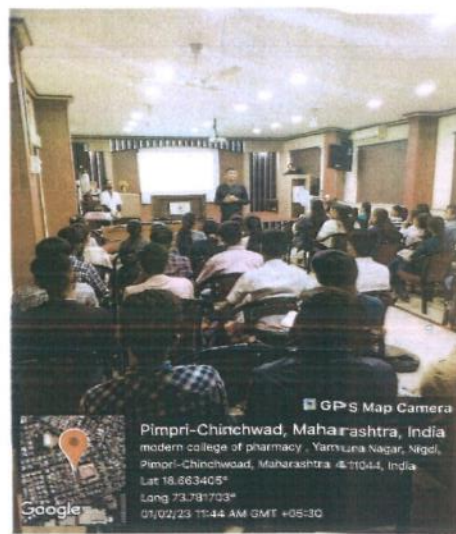 GPS Map Camera
Pimpri-Chinchwad, Maharashtra, India
modern college of pharmacy , Yamuna Nagar, Nigdi,
Pimpri-Chinchwad, Maharashtra 411044, India
Lat 18.663405°
Long 73.781703°
01/02/23 11:44 AM GMT +05:30
Google